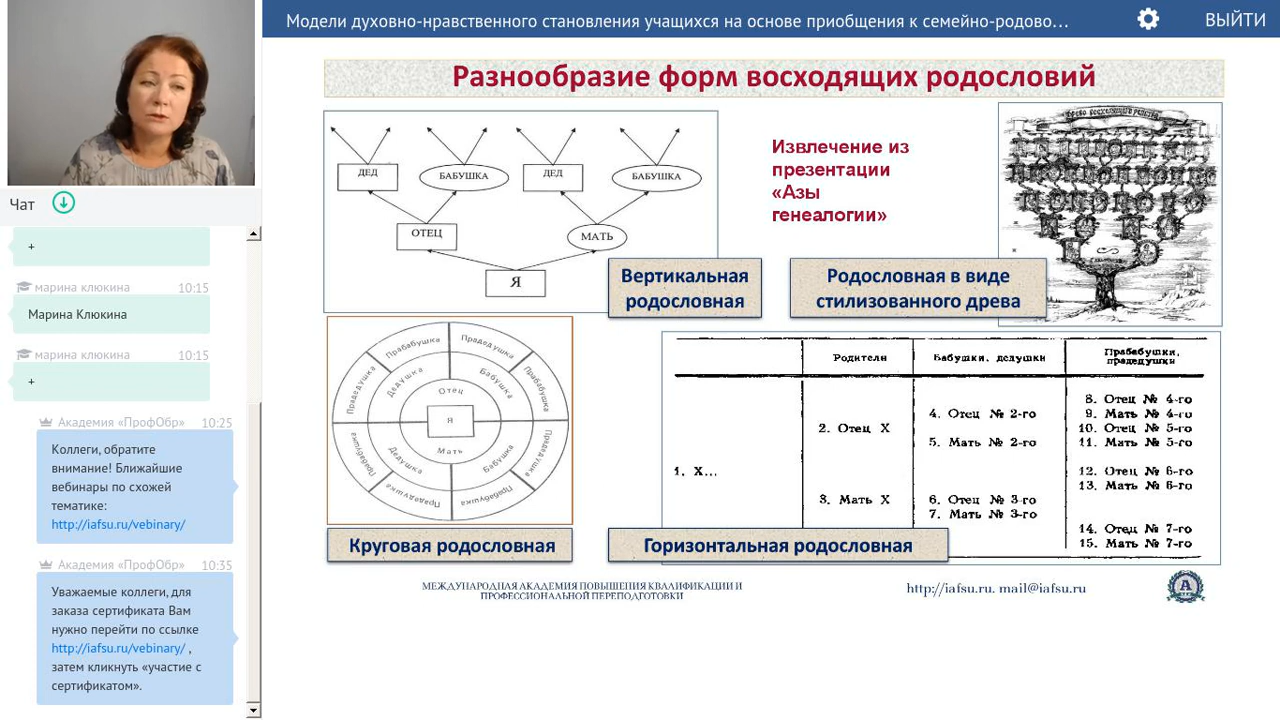 Модели духовно-нравственного становления учащихся на основе приобщения к семейно-родово...
ВЫЙТИ
Чат
+
марина клюкина 10:15
Марина Клюкина
марина клюкина 10:15
+
Академия «ПрофОбр» 10:25
Коллеги, обратите
внимание! Ближайшие
вебинары по схожей
тематике:
http://iafsu.ru/vebinary/
Академия «ПрофОбр» 10:35
Уважаемые коллеги, для
заказа сертификата Вам
нужно перейти по ссылке
http://iafsu.ru/vebinary/ ,
затем кликнуть «участие с
сертификатом».
Разнообразие форм восходящих родословий
ДЕД
БАБУШКА
ДЕД
БАБУШКА
ОТЕЦ
МАТЬ
Я
Вертикальная
родословная
Извлечение из
презентации
«Азы
генеалогии»
Родословная в виде
стилизованного древа
Прабабушка
Прадедушка
Прадедушка
Дедушка
Бабушка
Прабабушка
Отец
Я
Мать
Прабабушка
Дедушка
Бабушка
Прадедушка
Прадедушка
Прабабушка
Круговая родословная
Родители
Бабушки, дедушки
Прабабушки,
прадедушки
8. Отец № 4-го
4. Отец № 2-го
9. Мать № 4-го
2. Отец X
10. Отец № 5-го
5. Мать № 2-го
11. Мать № 5-го
1. X...
12. Отец № 6-го
13. Мать № 6-го
3. Мать X
6. Отец № 3-го
7. Мать № 3-го
14. Отец № 7-го
15. Мать № 7-го
Горизонтальная родословная
МЕЖДУНАРОДНАЯ АКАДЕМИЯ ПОВЫШЕНИЯ КВАЛИФИКАЦИИ И
ПРОФЕССИОНАЛЬНОЙ ПЕРЕПОДГОТОВКИ
http://iafsu.ru. mail@iafsu.ru